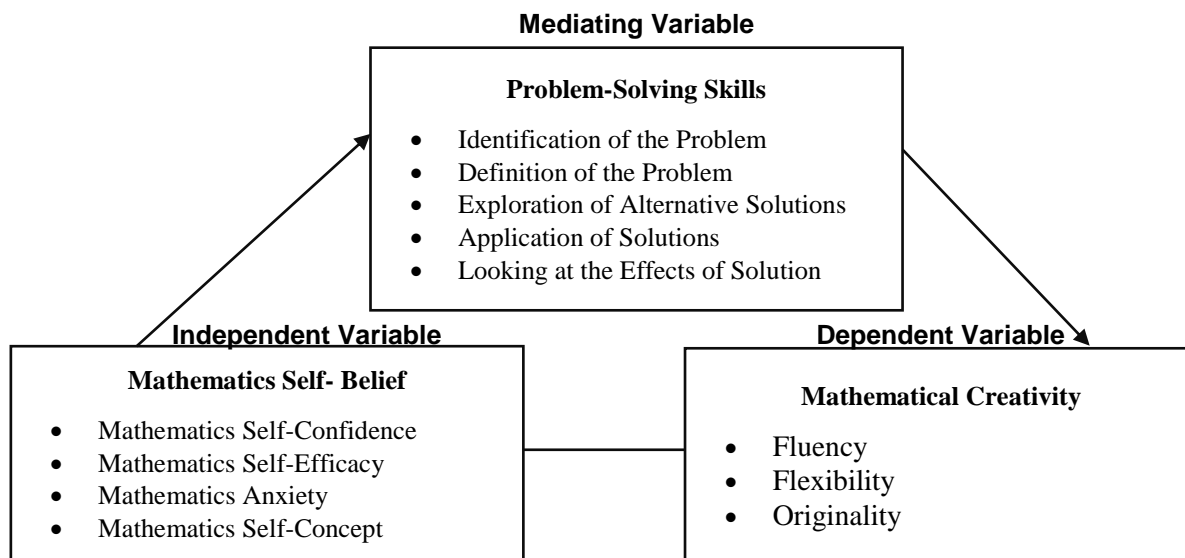 Mediating Variable
Problem-Solving Skills
• Identification of the Problem
• Definition of the Problem
• Exploration of Alternative Solutions
• Application of Solutions
• Looking at the Effects of Solution
Independent Variable
Mathematics Self- Belief
• Mathematics Self-Confidence
• Mathematics Self-Efficacy
• Mathematics Anxiety
• Mathematics Self-Concept
Dependent Variable
Mathematical Creativity
• Fluency
• Flexibility
• Originality